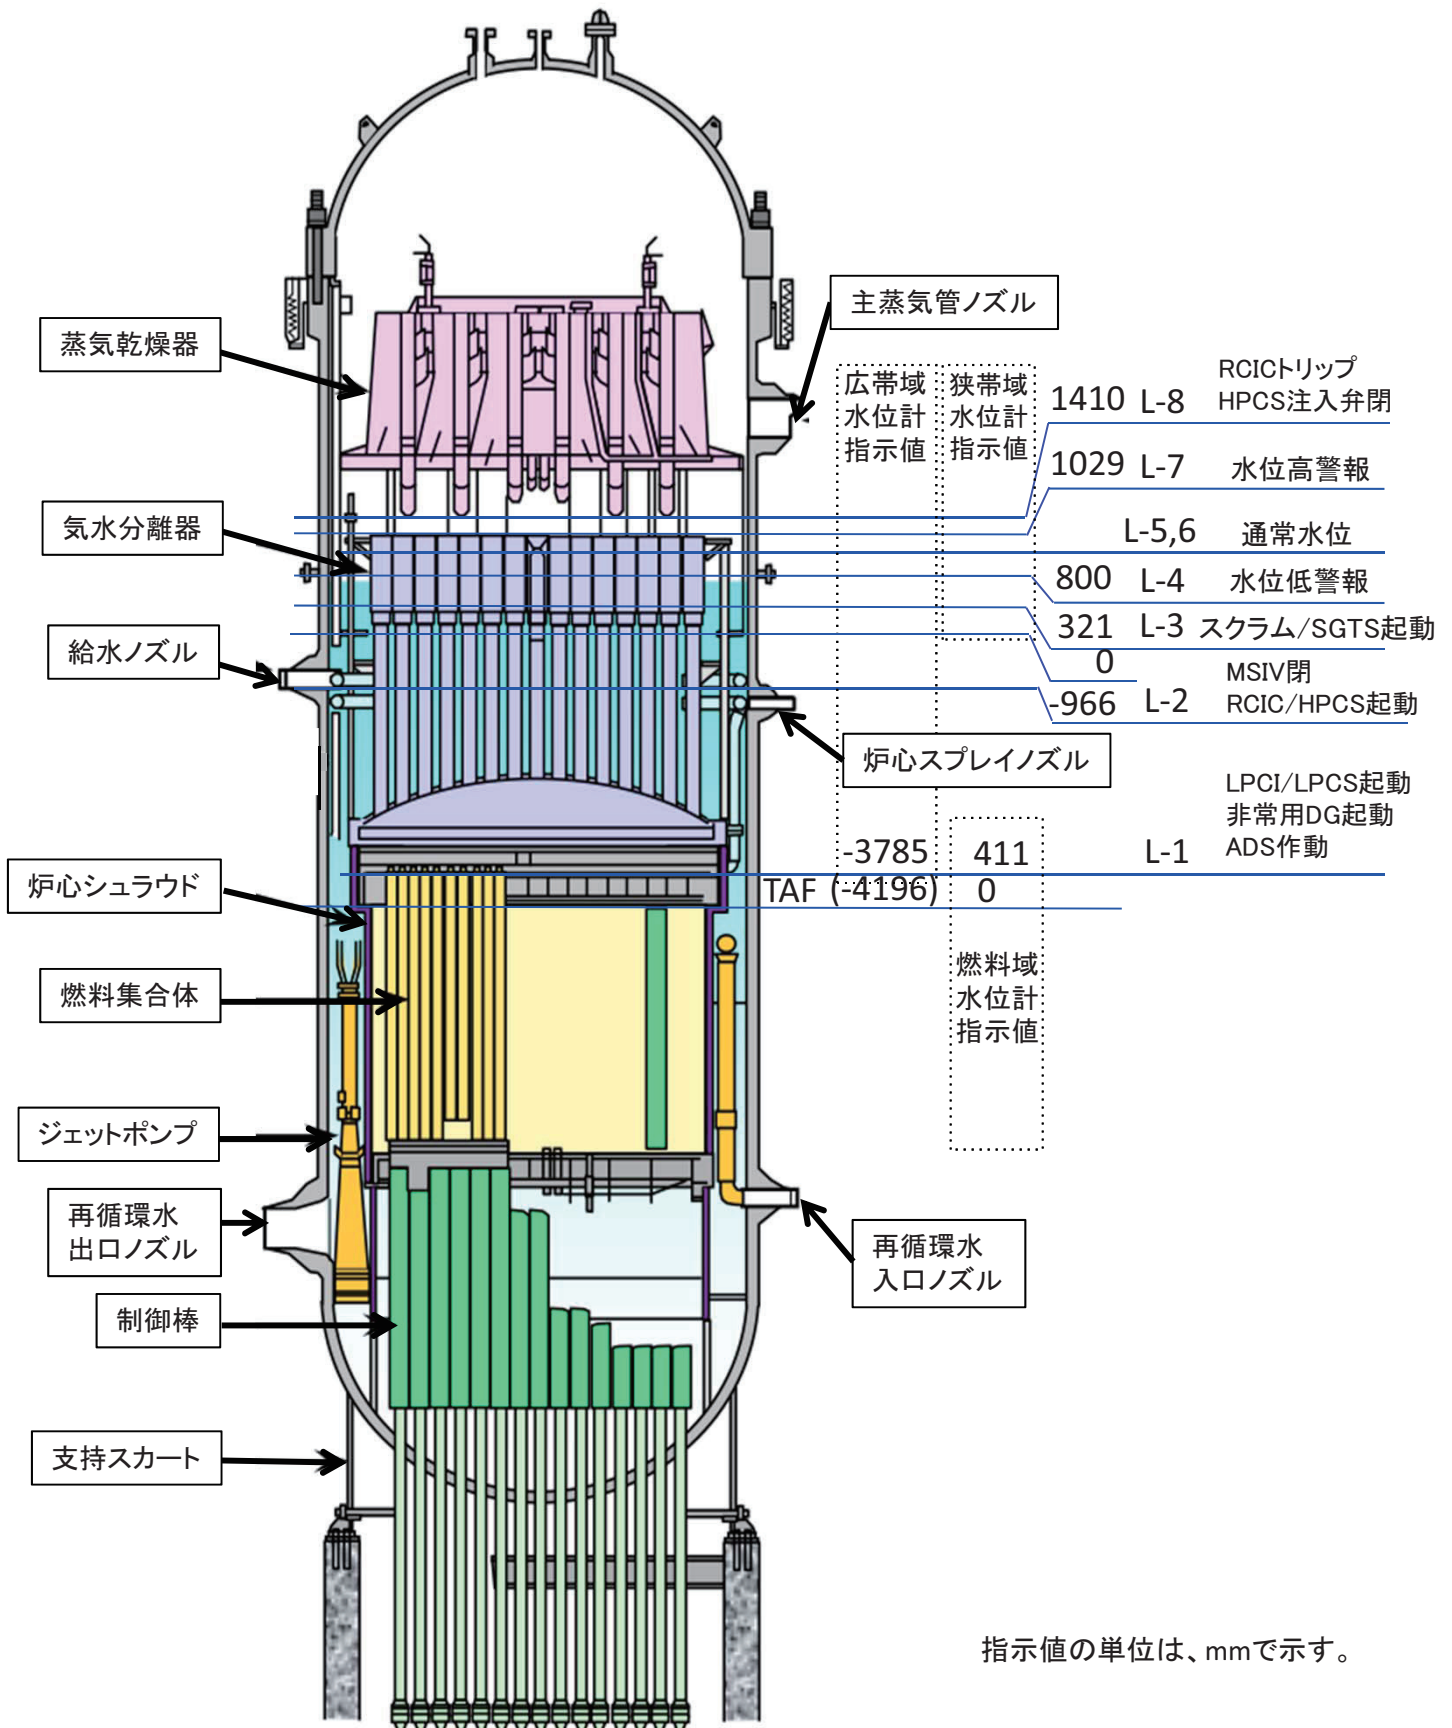 主蒸気管ノズル
蒸気乾燥器
広帯域
水位計
指示値
狭帯域
水位計
指示値
1410 L-8
RCICトリップ
HPCS注入弁閉
1029 L-7 水位高警報
気水分離器
L-5,6 通常水位
800 L-4 水位低警報
321 L-3 スクラム/SGTS起動
給水ノズル
0
-966 L-2
MSIV閉
RCIC/HPCS起動
炉心スプレイノズル
LPCI/LPCS起動
非常用DG起動
ADS作動
-3785 411 L-1
TAF (-4196) 0
炉心シュラウド
燃料域
水位計
指示値
燃料集合体
ジェットポンプ
再循環水
出口ノズル
再循環水
入口ノズル
制御棒
支持スカート
指示値の単位は、mmで示す。